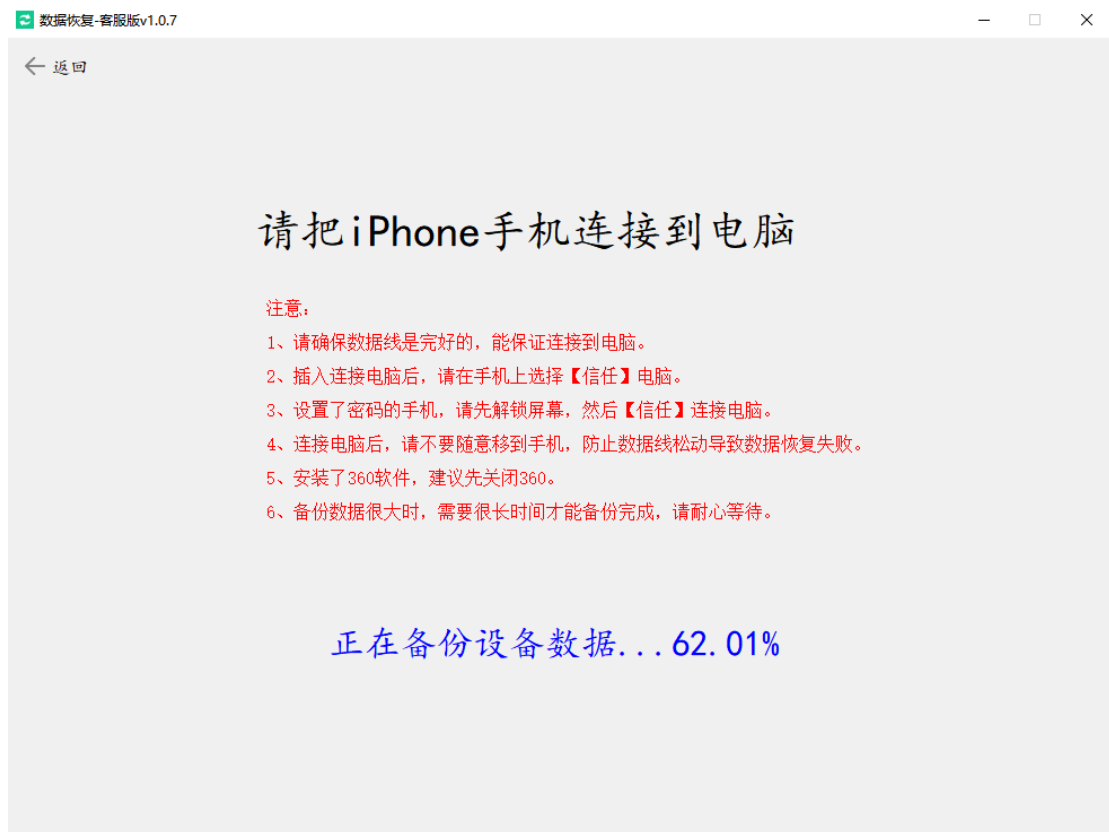 数据恢复-客服版v1.0.7
返回
请把iPhone手机连接到电脑
注意：
1、请确保数据线是完好的，能保证连接到电脑。
2、插入连接电脑后，请在手机上选择【信任】电脑。
3、设置了密码的手机，请先解锁屏幕，然后【信任】连接电脑。
4、连接电脑后，请不要随意移到手机，防止数据线松动导致数据恢复失败。
5、安装了360软件，建议先关闭360。
6、备份数据很大时，需要很长时间才能备份完成，请耐心等待。
正在备份设备数据...62.01%